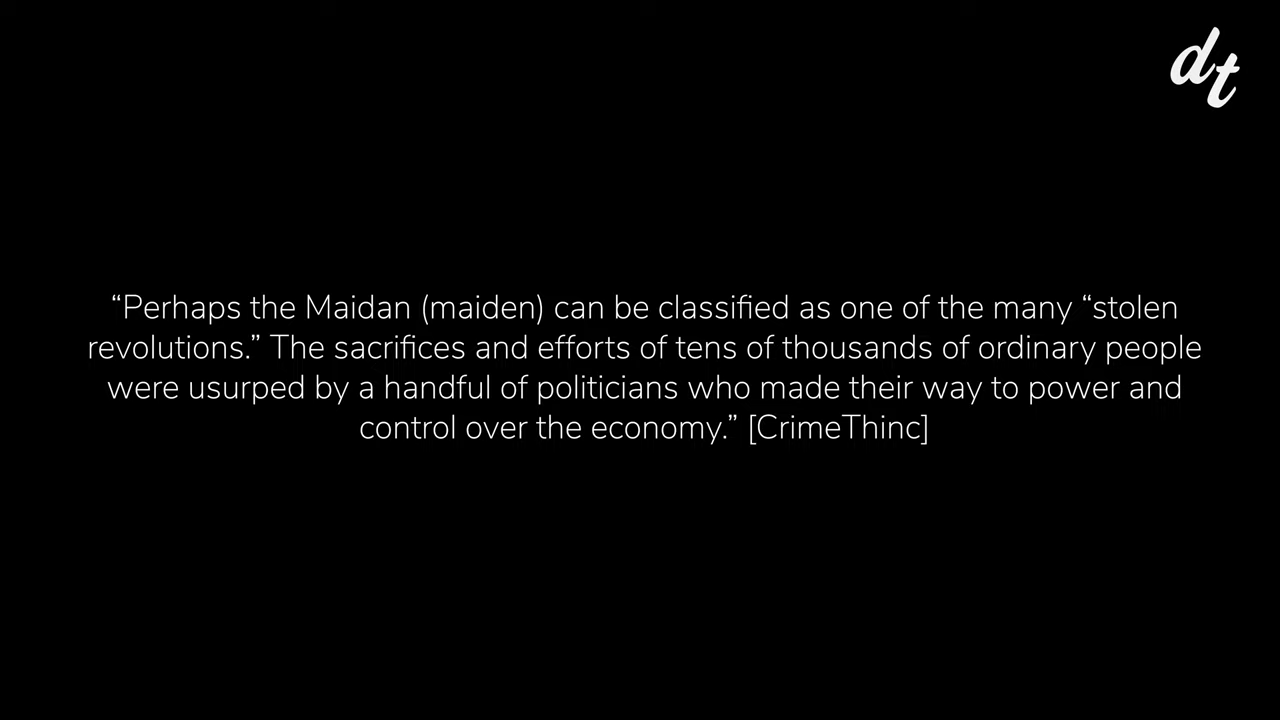 dt
“Perhaps the Maidan (maiden) can be classified as one of the many “stolen
revolutions.” The sacrifices and efforts of tens of thousands of ordinary people
were usurped by a handful of politicians who made their way to power and
control over the economy.” [CrimeThinc]